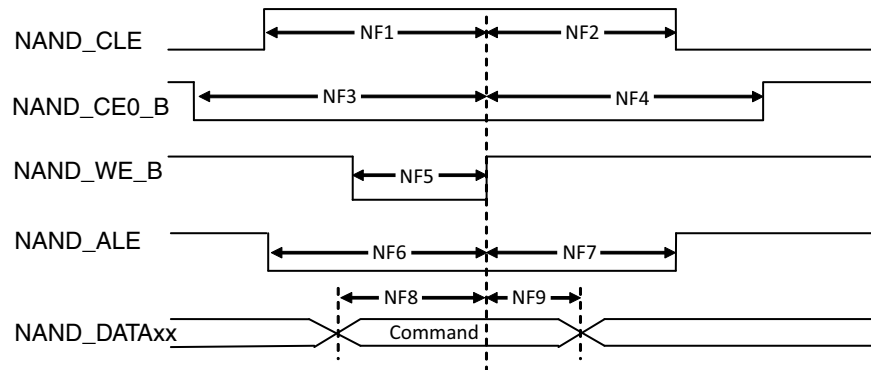 NAND_CLE NF1 NF2
NAND_CE0_B NF3 NF4
NAND_WE_B NF5
NAND_ALE NF6 NF7
NF8 NF9
NAND_DATAxx Command